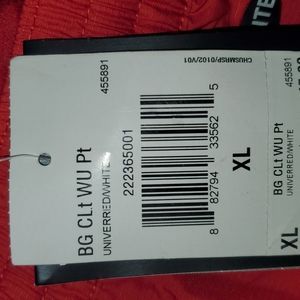 455891
BG CLt WU Pt
UNIVERRED/WHITE
222365001
8 82794 33562 5
XL
CHUSMRSP/0102/V01
455891
BG CLt WU Pt
UNIVERRED/WHITE
XL